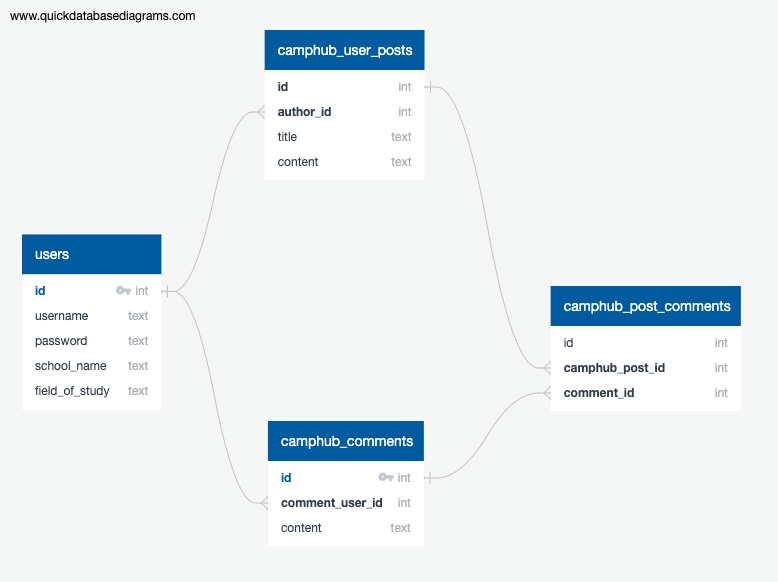 www.quickdatabasediagrams.com
camphub_user_posts
id int
author_id int
title text
content text
users
id int
username text
password text
school_name text
field_of_study text
camphub_post_comments
id int
camphub_post_id int
comment_id int
camphub_comments
id int
comment_user_id int
content text